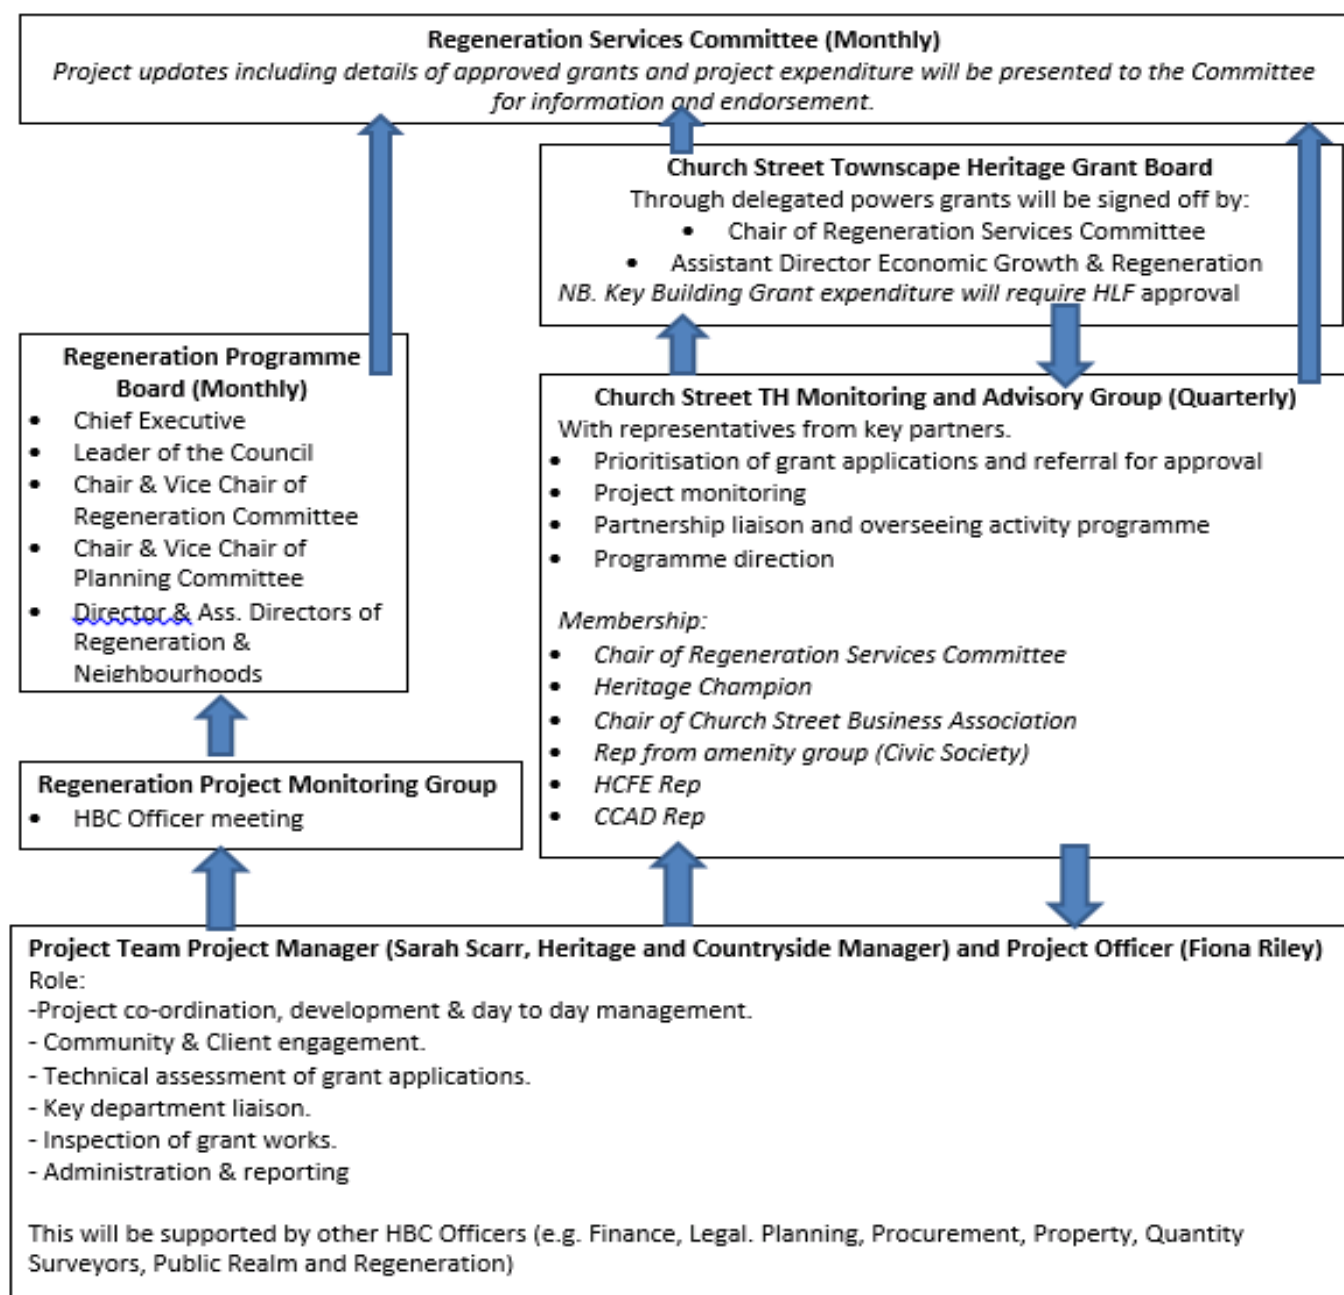 Regeneration Services Committee (Monthly)
Project updates including details of approved grants and project expenditure will be presented to the Committee
for information and endorsement.
Church Street Townscape Heritage Grant Board
Through delegated powers grants will be signed off by:
• Chair of Regeneration Services Committee
• Assistant Director Economic Growth & Regeneration
NB. Key Building Grant expenditure will require HLF approval
Regeneration Programme
Board (Monthly)
• Chief Executive
• Leader of the Council
• Chair & Vice Chair of
Regeneration Committee
• Chair & Vice Chair of
Planning Committee
• Director & Ass. Directors of
Regeneration &
Neighbourhoods
Church Street TH Monitoring and Advisory Group (Quarterly)
With representatives from key partners.
• Prioritisation of grant applications and referral for approval
• Project monitoring
• Partnership liaison and overseeing activity programme
• Programme direction
Membership:
• Chair of Regeneration Services Committee
• Heritage Champion
• Chair of Church Street Business Association
• Rep from amenity group (Civic Society)
• HCFE Rep
• CCAD Rep
Regeneration Project Monitoring Group
• HBC Officer meeting
Project Team Project Manager (Sarah Scarr, Heritage and Countryside Manager) and Project Officer (Fiona Riley)
Role:
-Project co-ordination, development & day to day management.
- Community & Client engagement.
- Technical assessment of grant applications.
- Key department liaison.
- Inspection of grant works.
- Administration & reporting
This will be supported by other HBC Officers (e.g. Finance, Legal. Planning, Procurement, Property, Quantity
Surveyors, Public Realm and Regeneration)